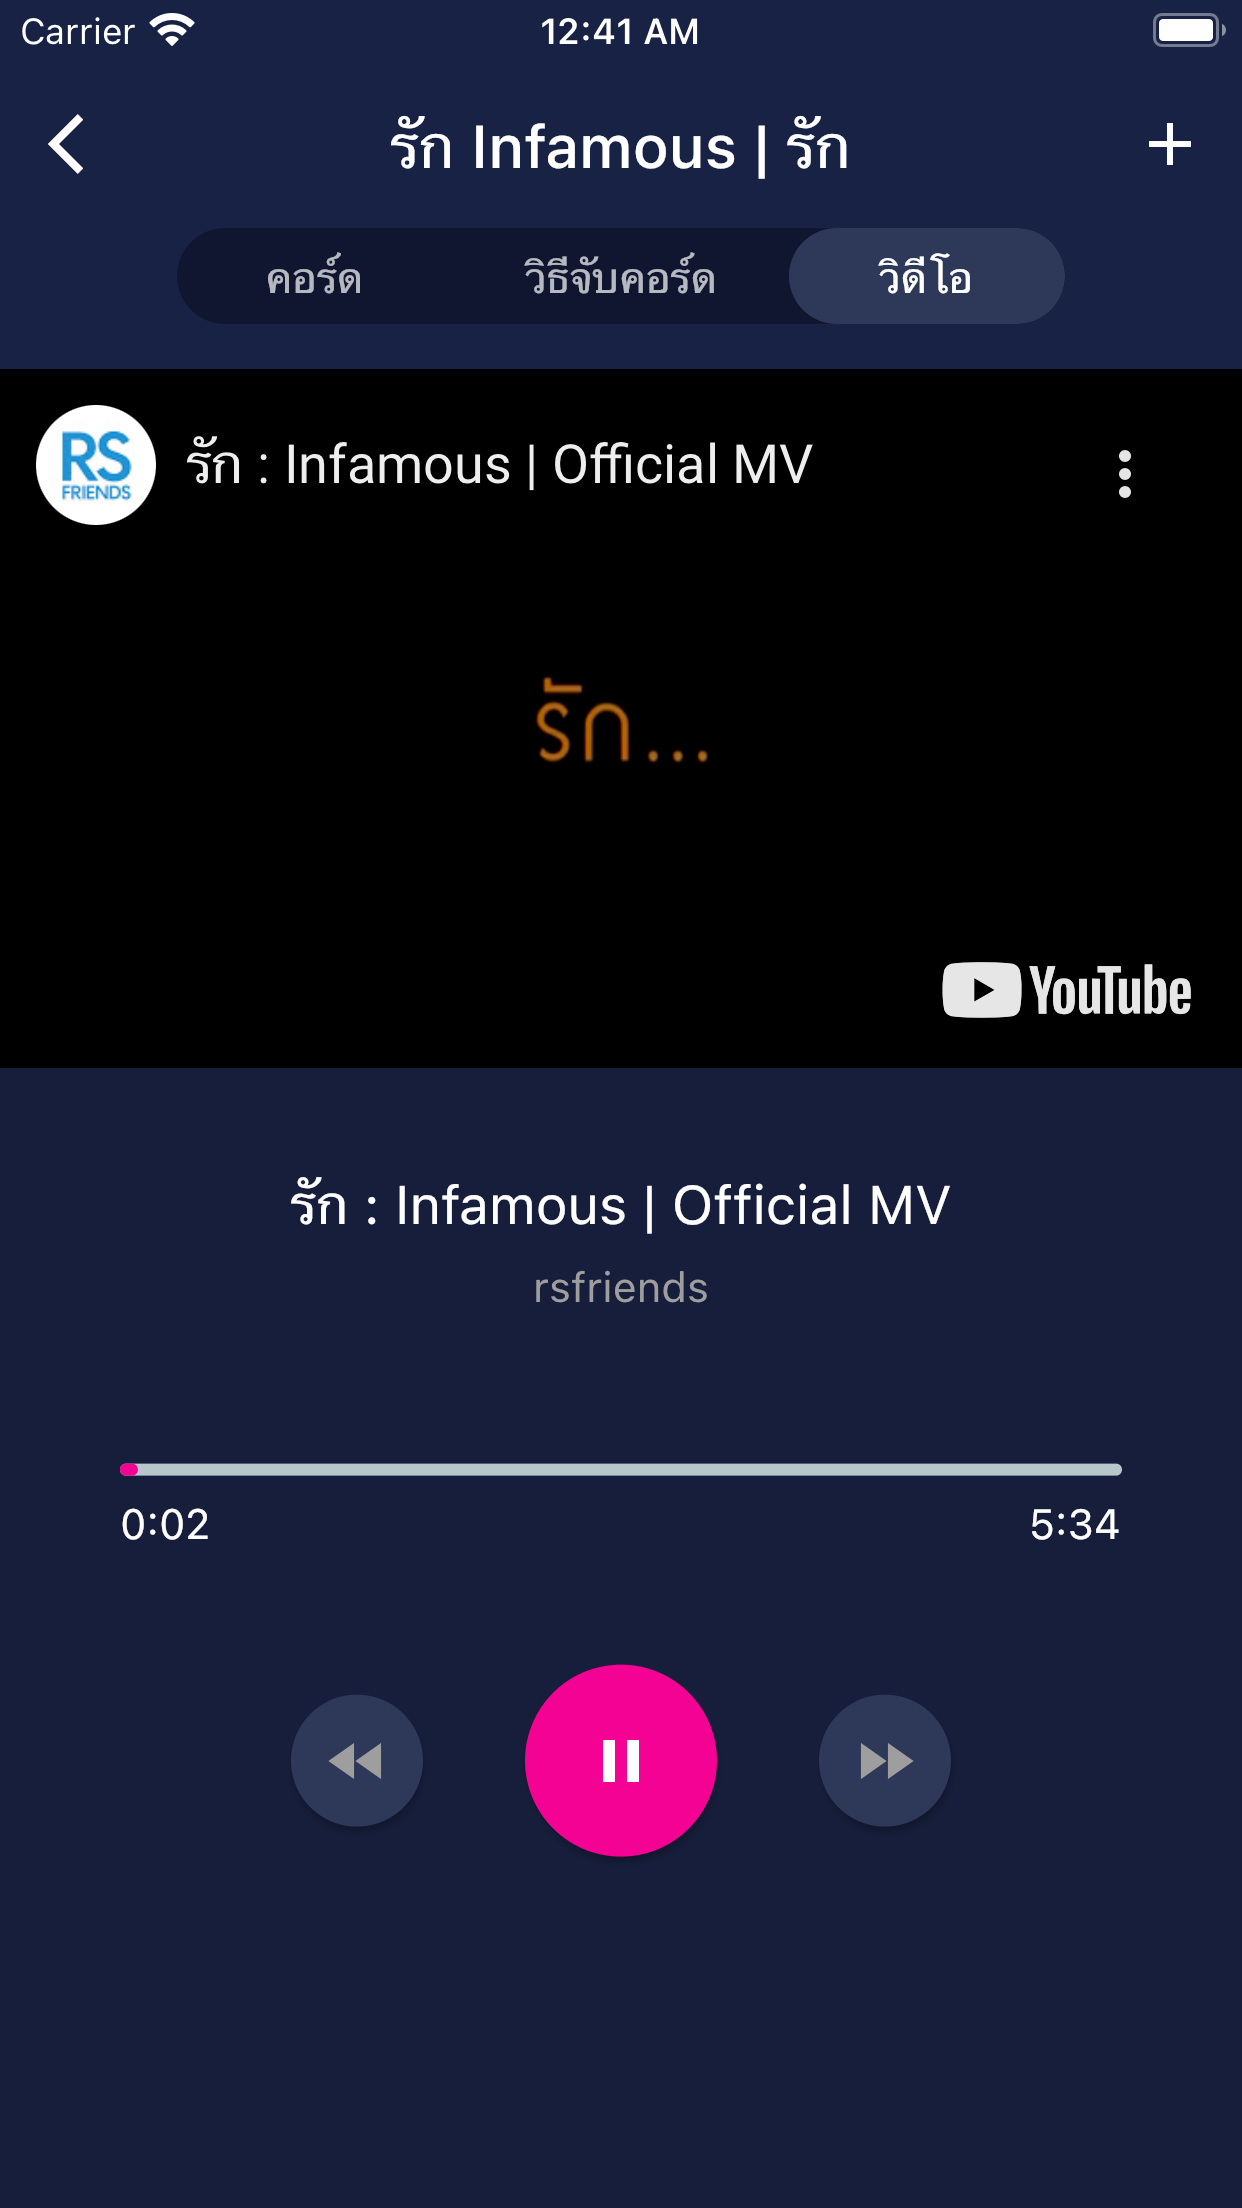 Carrier 12:41 AM
รัก Infamous | รัก
คอร์ด วิธีจับคอร์ด วิดีโอ
RS
FRIENDS
รัก : Infamous | Official MV
รัก...
YouTube
รัก : Infamous | Official MV
rsfriends
0:02 5:34